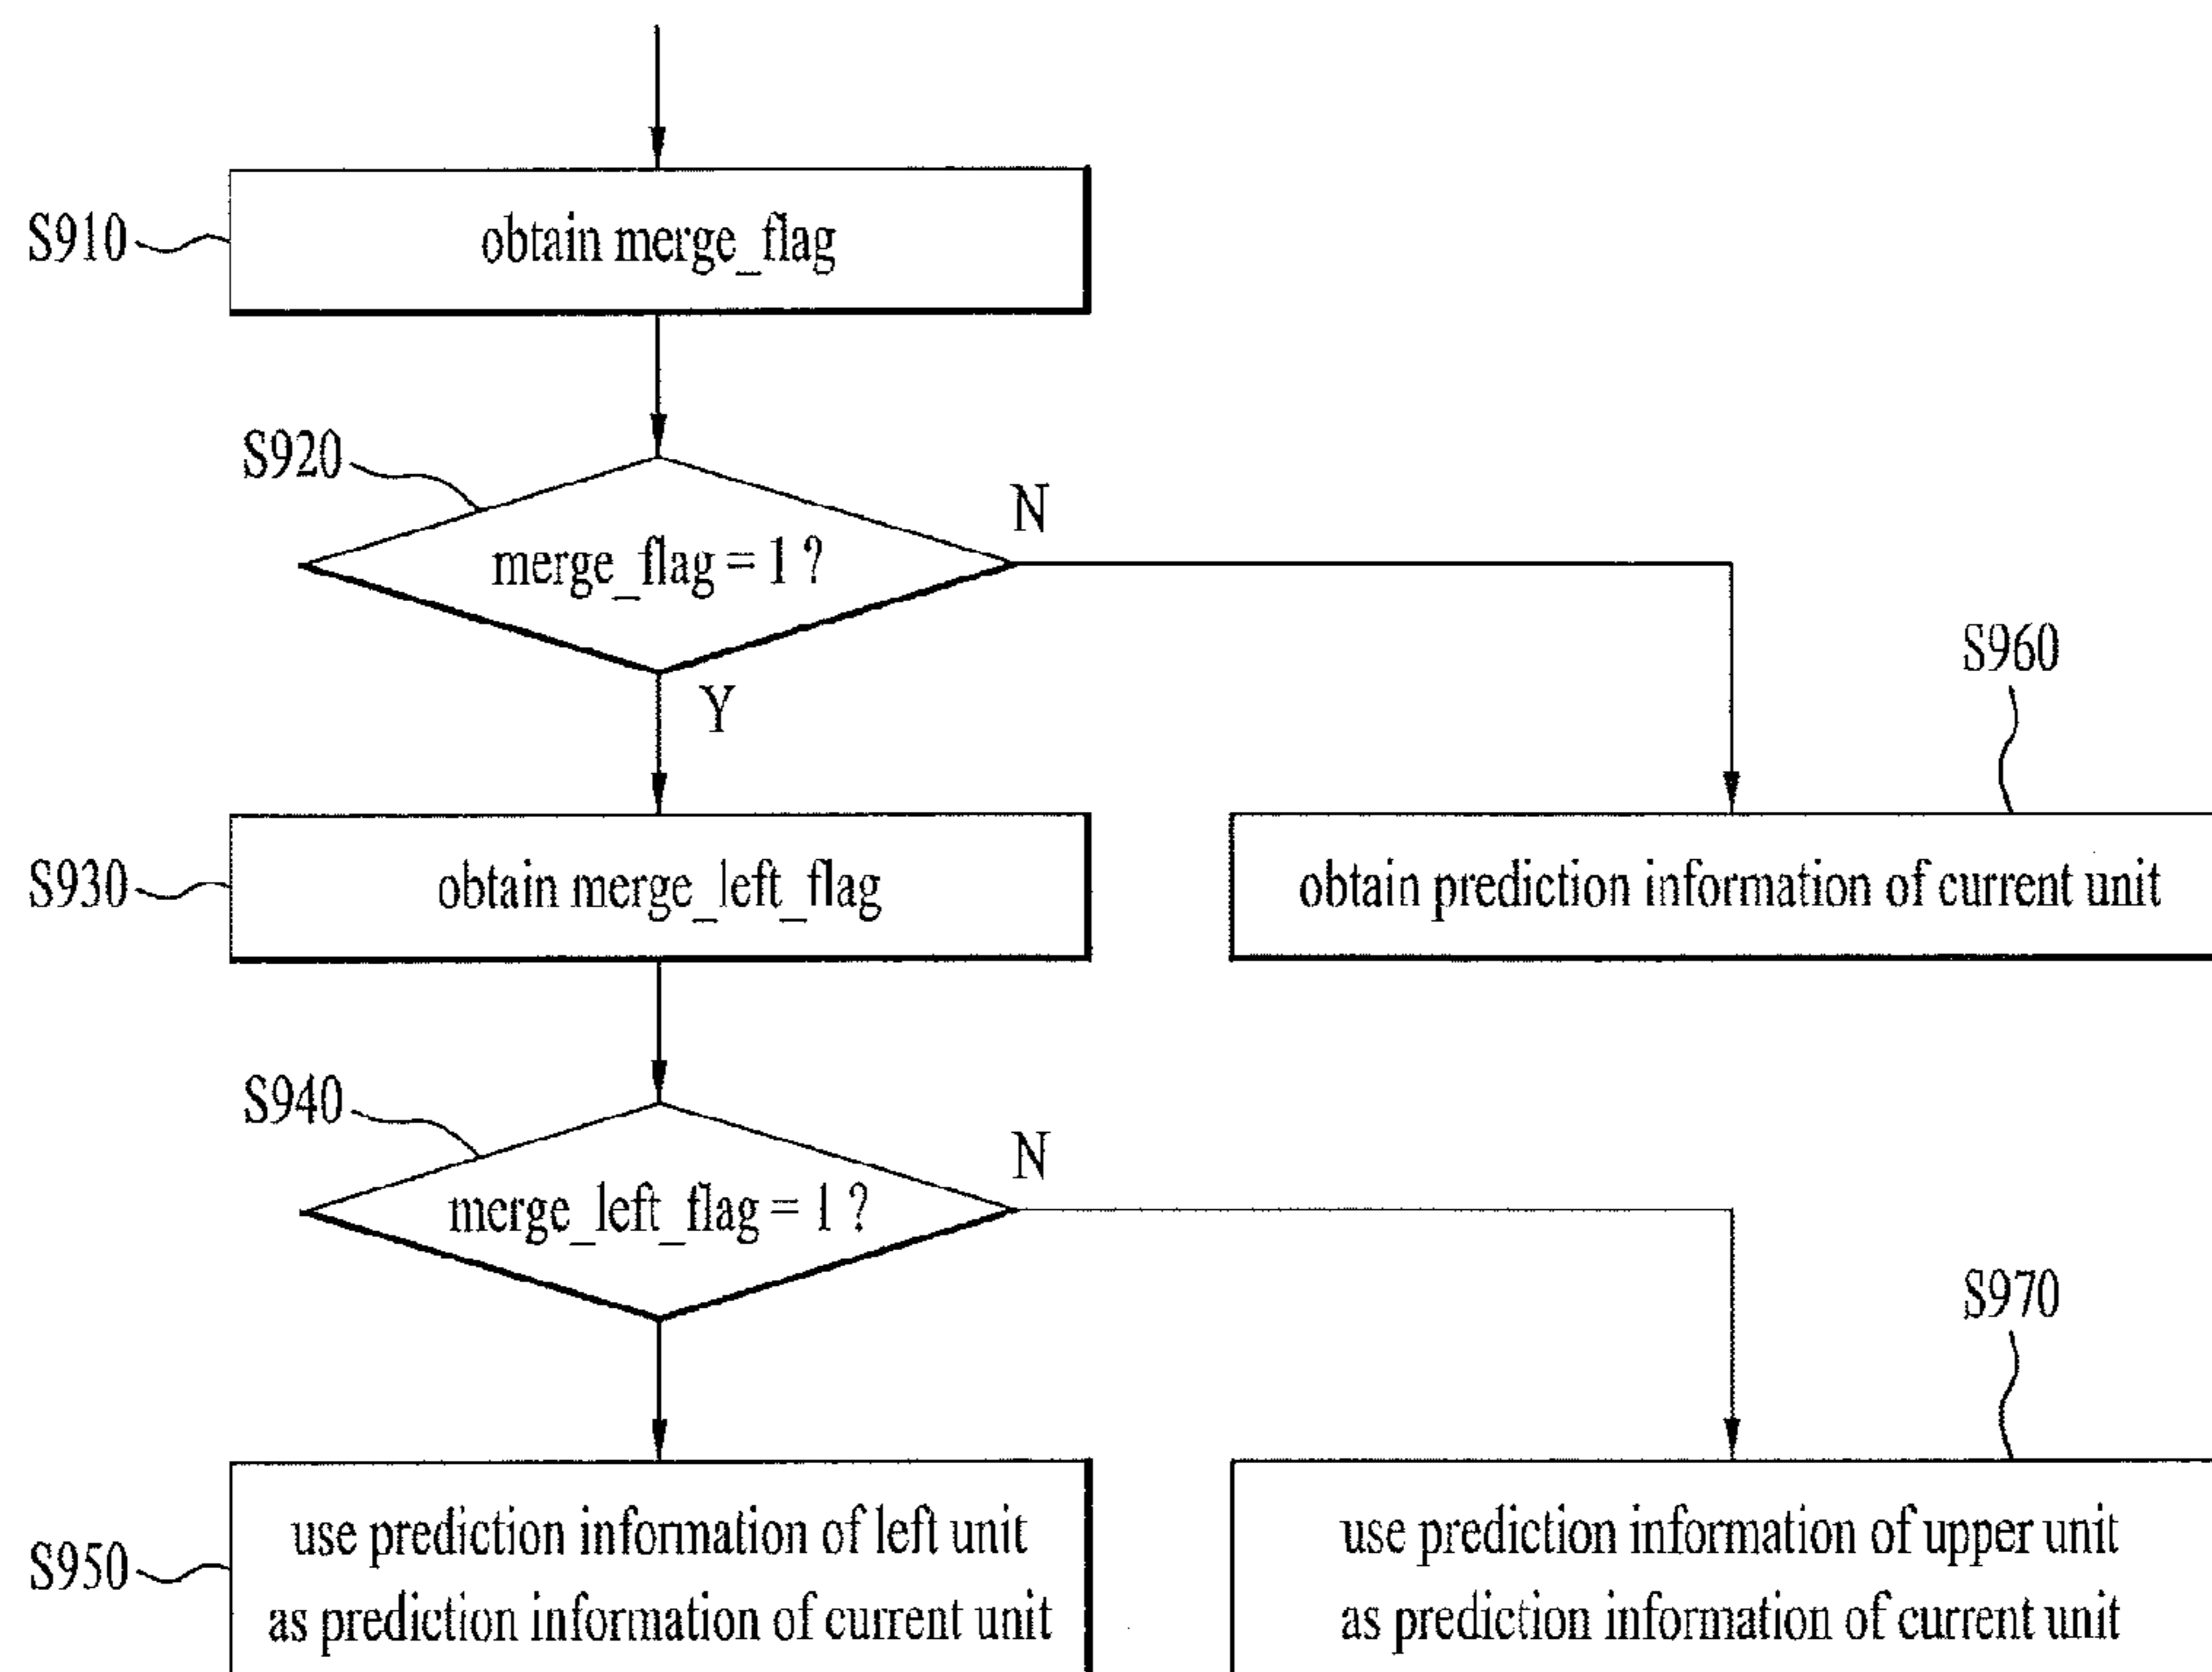 S910
obtain merge_flag
S920
merge_flag = 1 ?
N
Y
S960
S930
obtain merge_left_flag
obtain prediction information of current unit
S940
merge_left_flag = 1 ?
N
S970
S950
use prediction information of left unit
as prediction information of current unit
use prediction information of upper unit
as prediction information of current unit